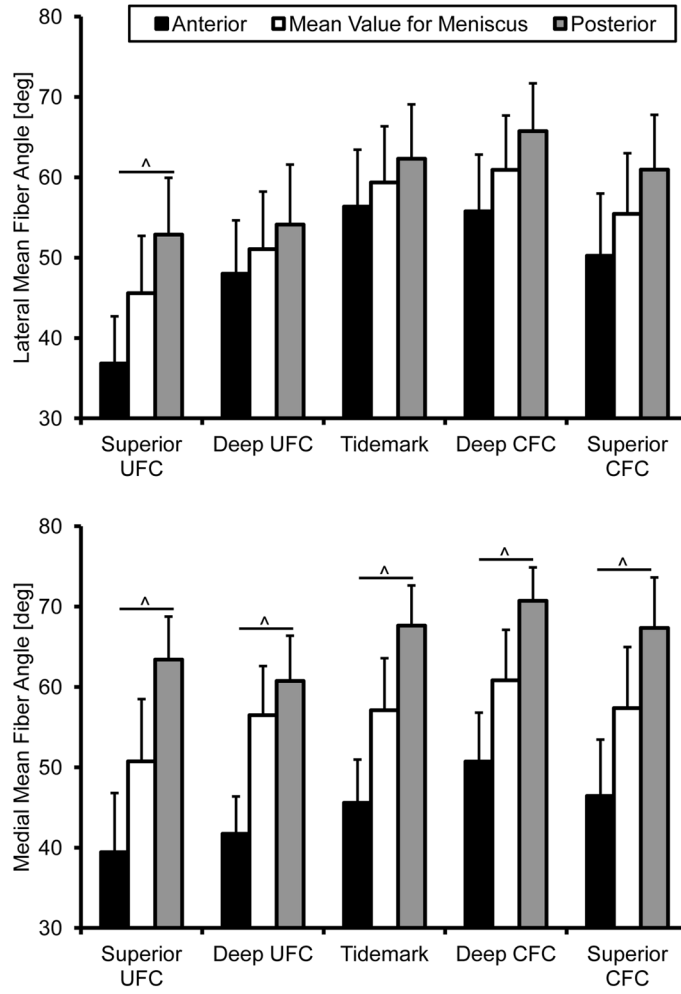 Anterior Mean Value for Meniscus Posterior
Lateral Mean Fiber Angle [deg]
80
70
60
50
40
30
^
Superior UFC
Deep UFC
Tidemark
Deep CFC
Superior CFC
Medial Mean Fiber Angle [deg]
80
70
60
50
40
30
^
^
^
^
^
Superior UFC
Deep UFC
Tidemark
Deep CFC
Superior CFC